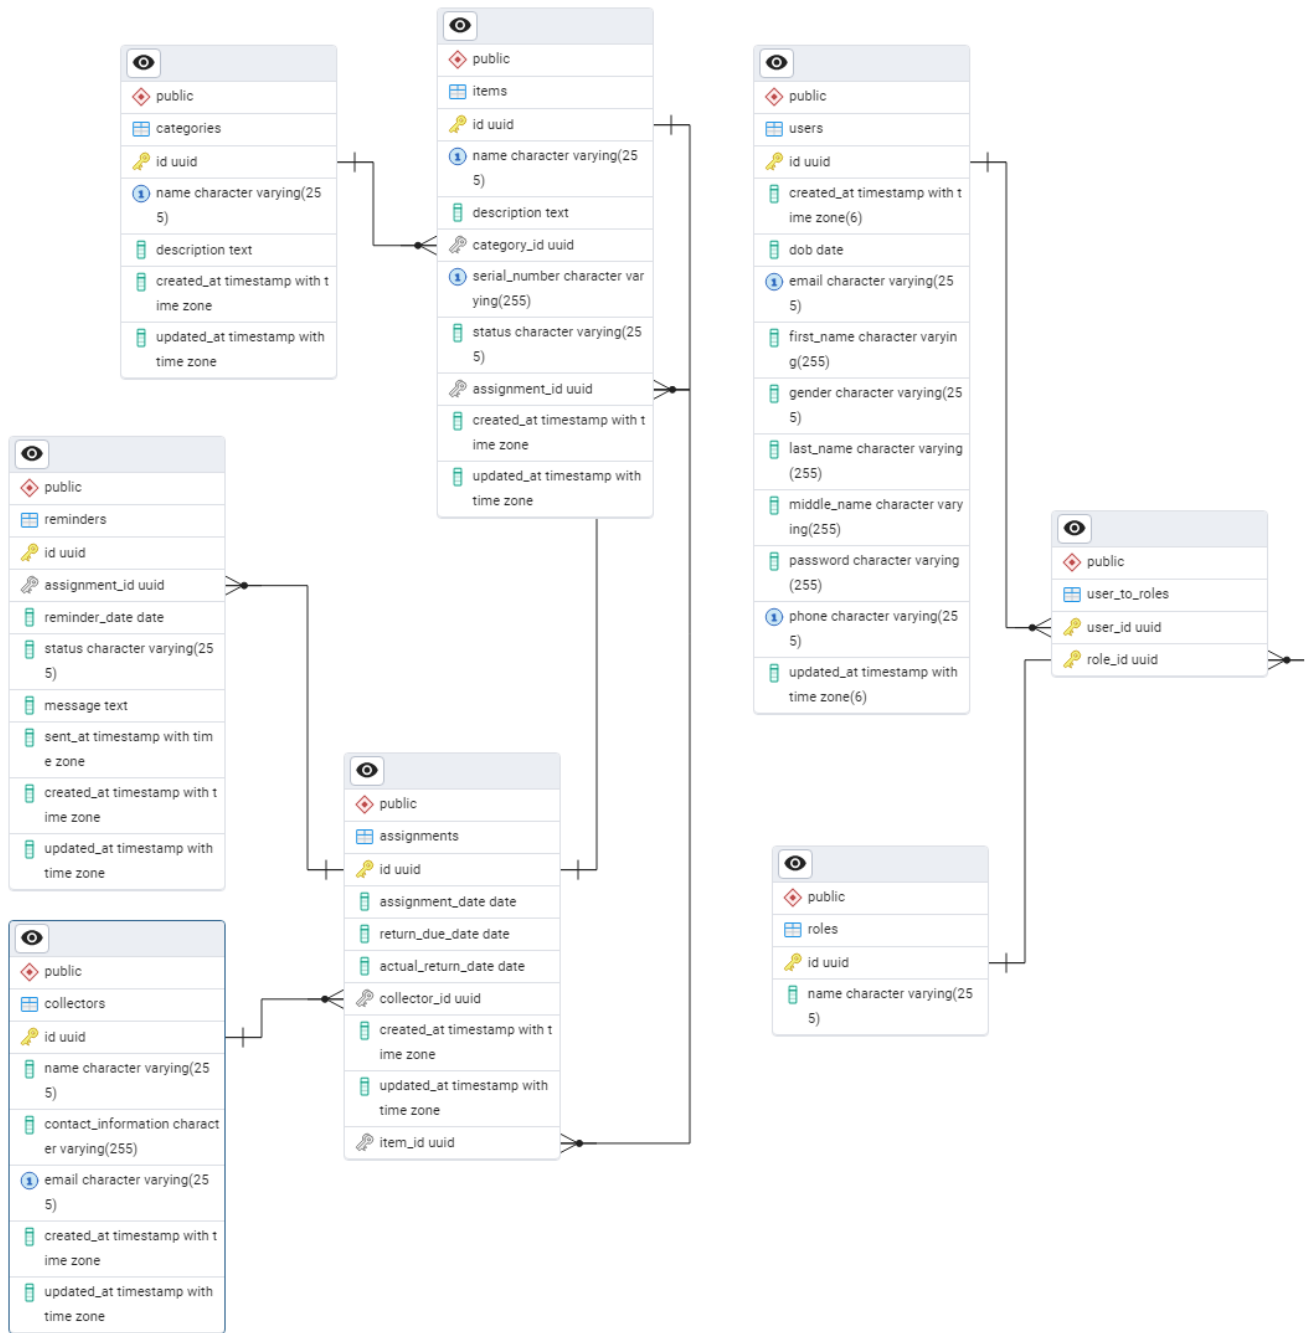 public
categories
id uuid
name character varying(25
5)
description text
created_at timestamp with t
ime zone
updated_at timestamp with
time zone
public
items
id uuid
name character varying(25
5)
description text
category_id uuid
serial_number character var
ying(255)
status character varying(25
5)
assignment_id uuid
created_at timestamp with t
ime zone
updated_at timestamp with
time zone
public
users
id uuid
created_at timestamp with t
ime zone(6)
dob date
email character varying(25
5)
first_name character varyin
g(255)
gender character varying(25
5)
last_name character varying
(255)
middle_name character vary
ing(255)
password character varying
(255)
phone character varying(25
5)
updated_at timestamp with
time zone(6)
public
reminders
id uuid
assignment_id uuid
reminder_date date
status character varying(25
5)
message text
sent_at timestamp with tim
e zone
created_at timestamp with t
ime zone
updated_at timestamp with
time zone
public
user_to_roles
user_id uuid
role_id uuid
public
assignments
id uuid
assignment_date date
return_due_date date
actual_return_date date
collector_id uuid
created_at timestamp with t
ime zone
updated_at timestamp with
time zone
item_id uuid
public
roles
id uuid
name character varying(25
5)
public
collectors
id uuid
name character varying(25
5)
contact_information charact
er varying(255)
email character varying(25
5)
created_at timestamp with t
ime zone
updated_at timestamp with
time zone